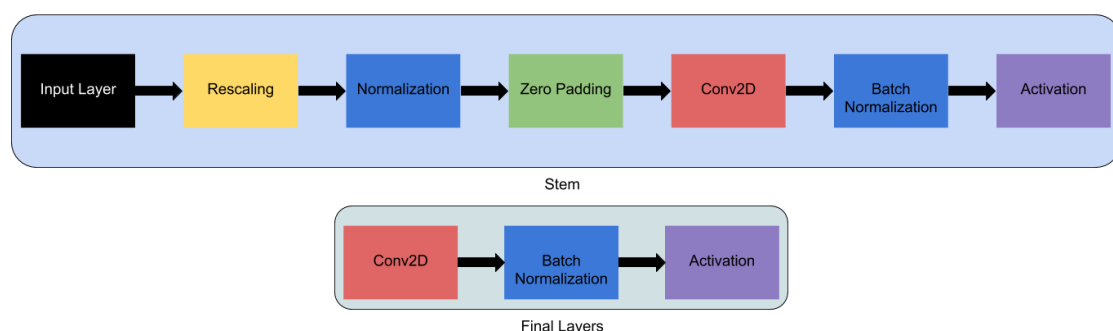 Input Layer
Rescaling
Normalization
Zero Padding
Conv2D
Batch
Normalization
Activation
Stem
Conv2D
Batch
Normalization
Activation
Final Layers